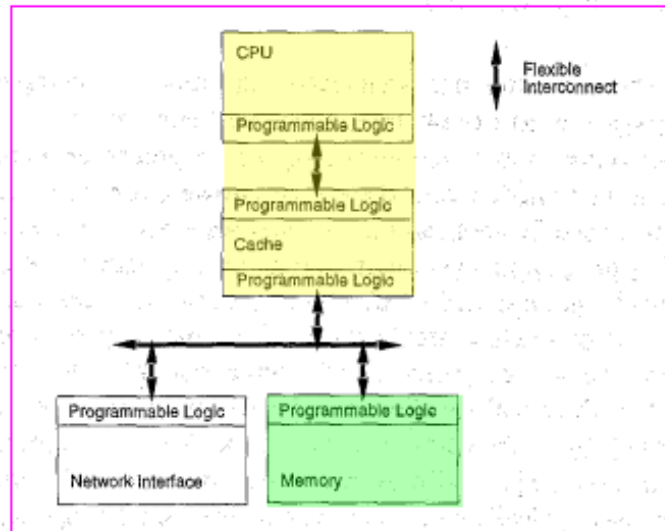 CPU
Flexible
Interconnect
Programmable Logic
Programmable Logic
Cache
Programmable Logic
Programmable Logic
Programmable Logic
Network Interface
Memory